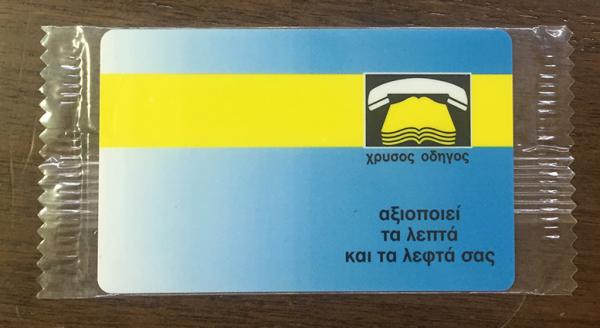 χρυσος οδηγος
αξιοποιεί
τα λεπτά
και τα λεφτά σας